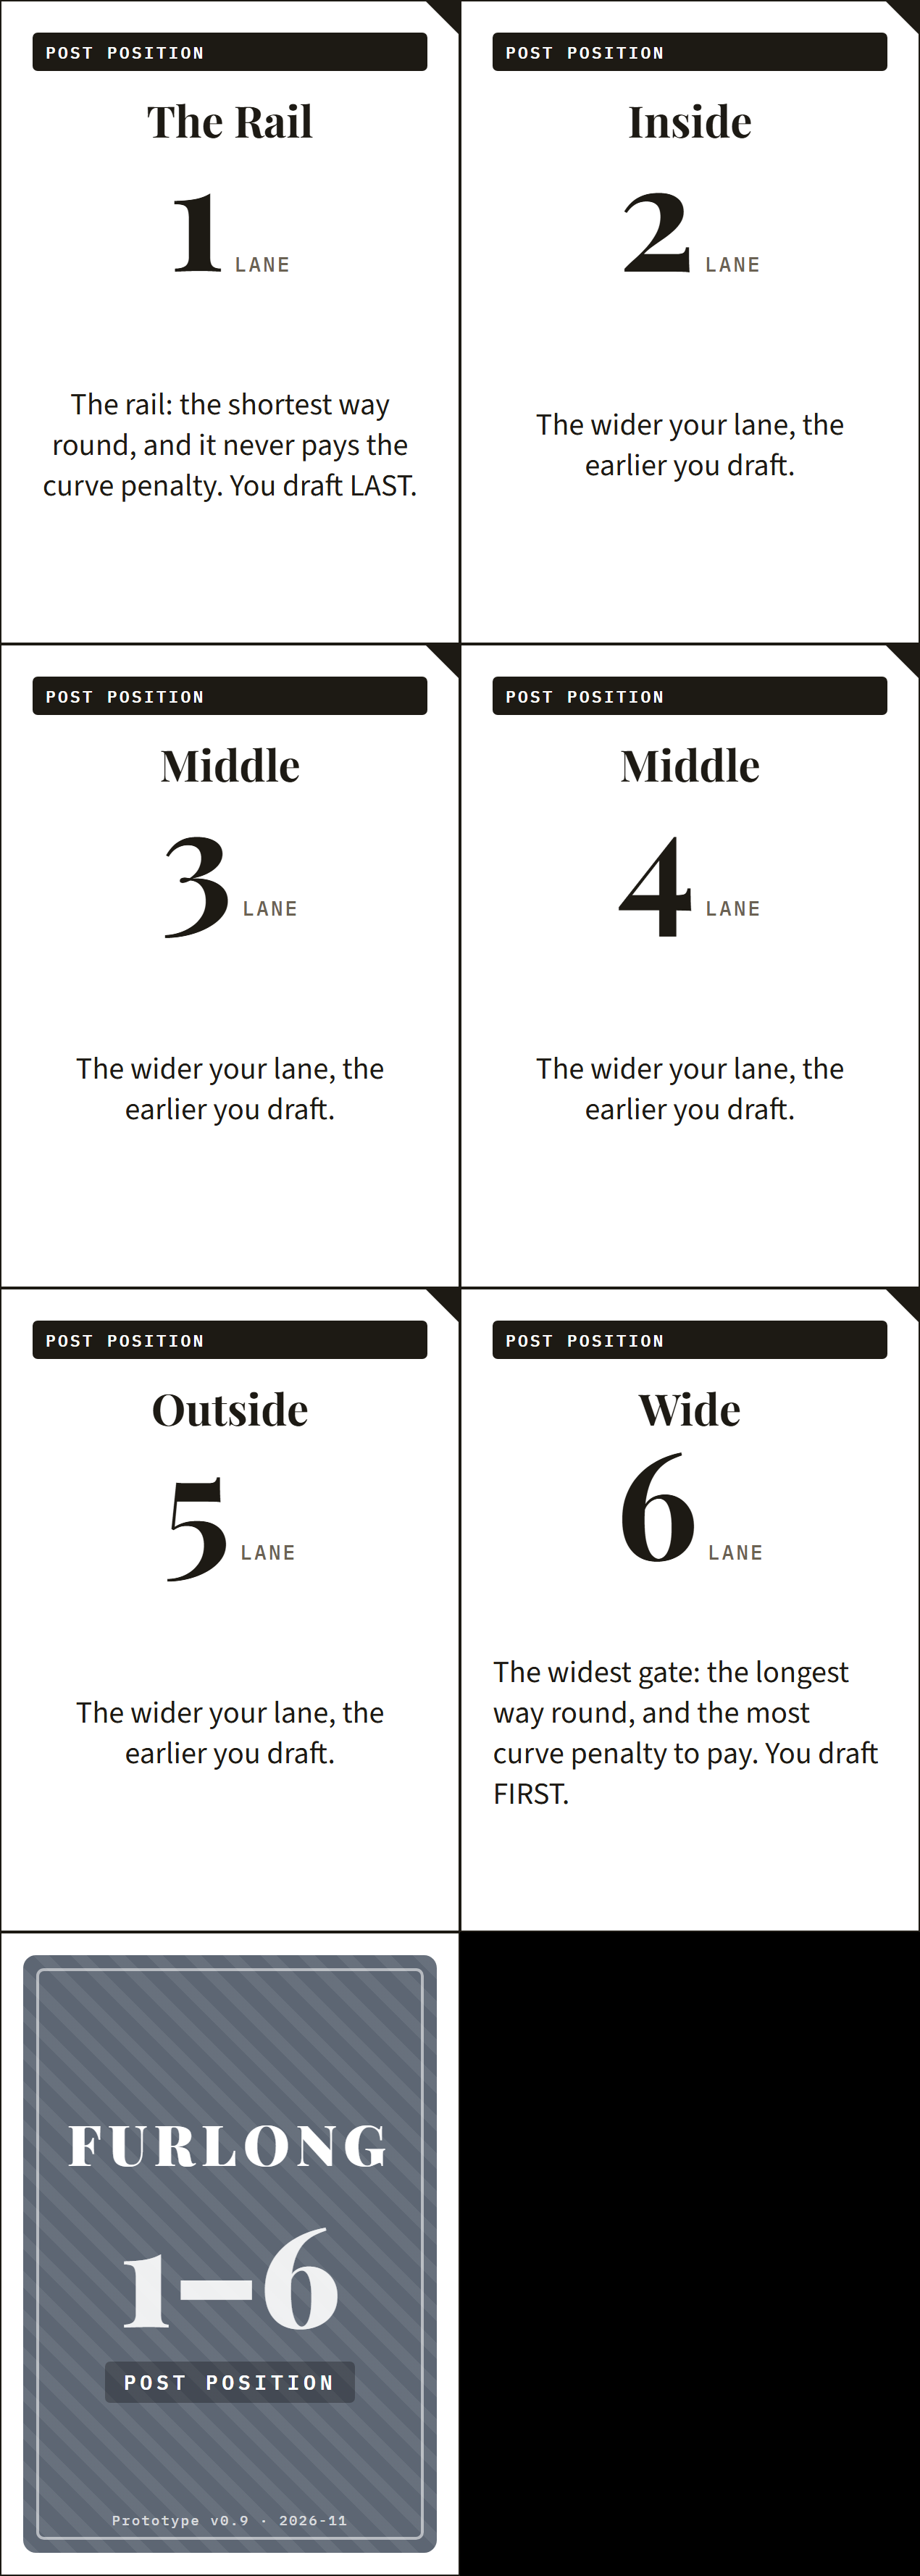 POST POSITION
The Rail
1 LANE
The rail: the shortest way
round, and it never pays the
curve penalty. You draft LAST.
POST POSITION
Inside
2 LANE
The wider your lane, the
earlier you draft.
POST POSITION
Middle
3 LANE
The wider your lane, the
earlier you draft.
POST POSITION
Middle
4 LANE
The wider your lane, the
earlier you draft.
POST POSITION
Outside
5 LANE
The wider your lane, the
earlier you draft.
POST POSITION
Wide
6 LANE
The widest gate: the longest
way round, and the most
curve penalty to pay. You draft
FIRST.
FURLONG
1–6
POST POSITION
Prototype v0.9 · 2026-11